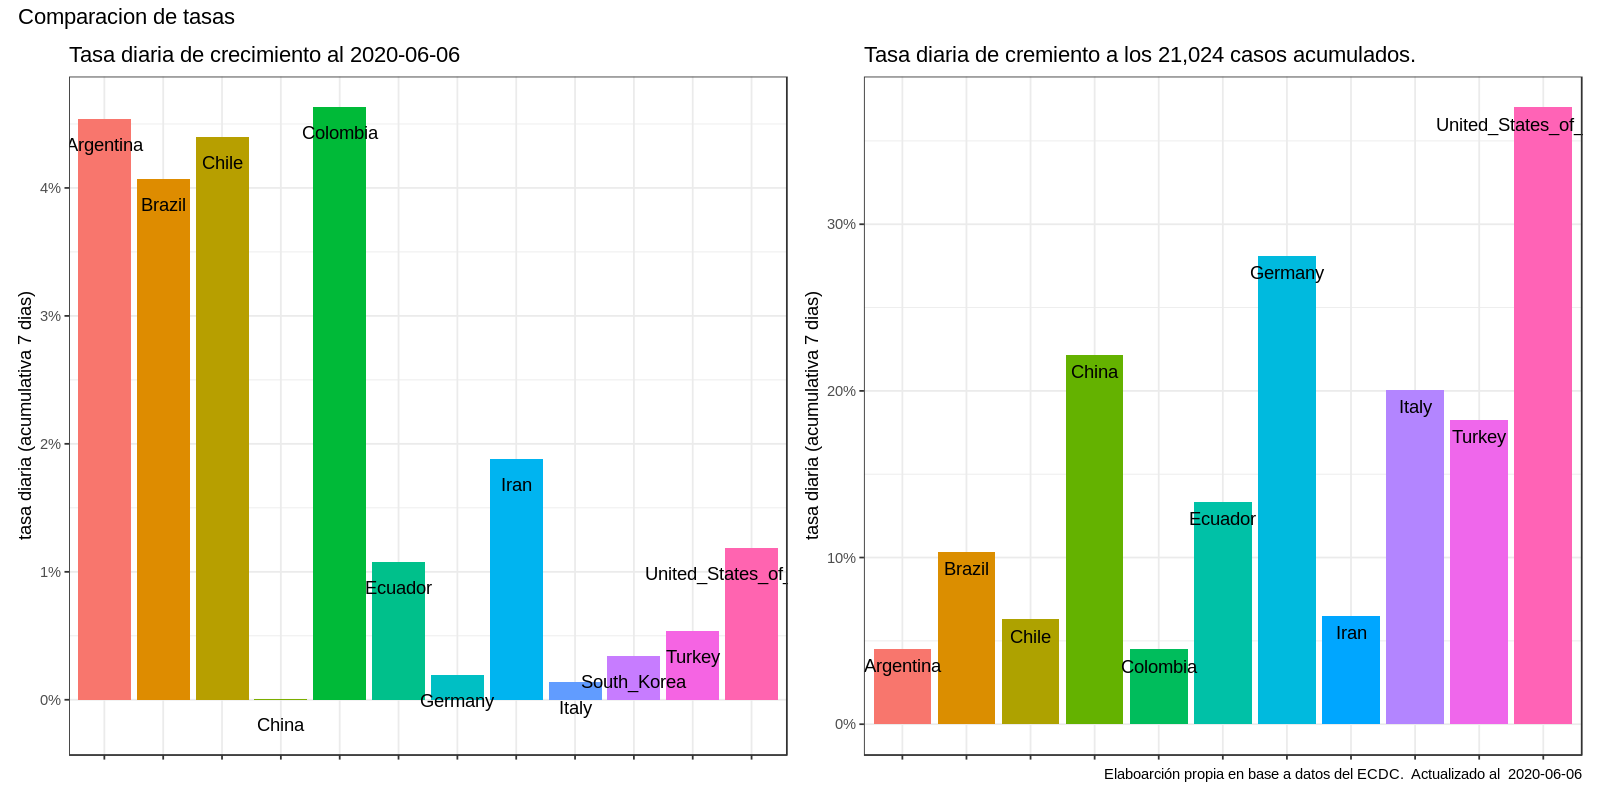 Comparacion de tasas
Tasa diaria de crecimiento al 2020-06-06
tasa diaria (acumulativa 7 dias)
4%
3%
2%
1%
0%
Argentina
Brazil
Chile
China
Colombia
Ecuador
Germany
Iran
Italy
South_Korea
Turkey
United_States_of_
Tasa diaria de cremiento a los 21,024 casos acumulados.
tasa diaria (acumulativa 7 dias)
30%
20%
10%
0%
Argentina
Brazil
Chile
China
Colombia
Ecuador
Germany
Iran
Italy
Turkey
United_States_of_
Elaboarción propia en base a datos del ECDC.  Actualizado al  2020-06-06